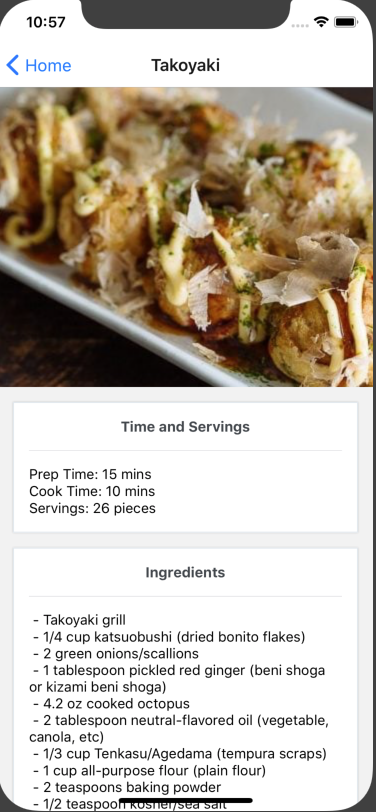 10:57
Home
Takoyaki
Time and Servings
Prep Time: 15 mins
Cook Time: 10 mins
Servings: 26 pieces
Ingredients
- Takoyaki grill
- 1/4 cup katsuobushi (dried bonito flakes)
- 2 green onions/scallions
- 1 tablespoon pickled red ginger (beni shoga
or kizami beni shoga)
- 4.2 oz cooked octopus
- 2 tablespoon neutral-flavored oil (vegetable,
canola, etc)
- 1/3 cup Tenkasu/Agedama (tempura scraps)
- 1 cup all-purpose flour (plain flour)
- 2 teaspoons baking powder
- 1/2 teaspoon kosher/sea salt